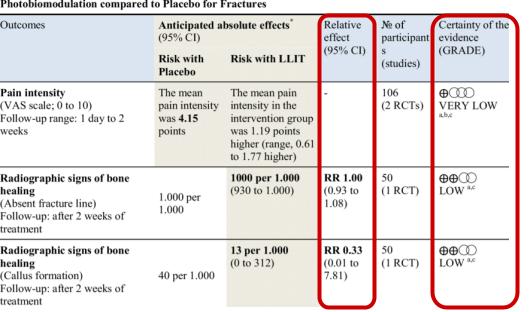 Photobiomodulation compared to Placebo for Fractures
Outcomes
Anticipated absolute effects*
(95% CI)
Risk with
Placebo
Risk with LLIT
Relative
effect
(95% CI)
№ of
participant
s
(studies)
Certainty of the
evidence
(GRADE)
Pain intensity
(VAS scale; 0 to 10)
Follow-up range: 1 day to 2
weeks
The mean
pain intensity
was 4.15
points
The mean pain
intensity in the
intervention group
was 1.19 points
higher (range, 0.61
to 1.77 higher)
-
106
(2 RCTs)
⊕◯◯◯
VERY LOW
a,b,c
Radiographic signs of bone
healing
(Absent fracture line)
Follow-up: after 2 weeks of
treatment
1.000 per
1.000
1000 per 1.000
(930 to 1.000)
RR 1.00
(0.93 to
1.08)
50
(1 RCT)
⊕⊕◯◯
LOW a,c
Radiographic signs of bone
healing
(Callus formation)
Follow-up: after 2 weeks of
treatment
40 per 1.000
13 per 1.000
(0 to 312)
RR 0.33
(0.01 to
7.81)
50
(1 RCT)
⊕⊕◯◯
LOW a,c